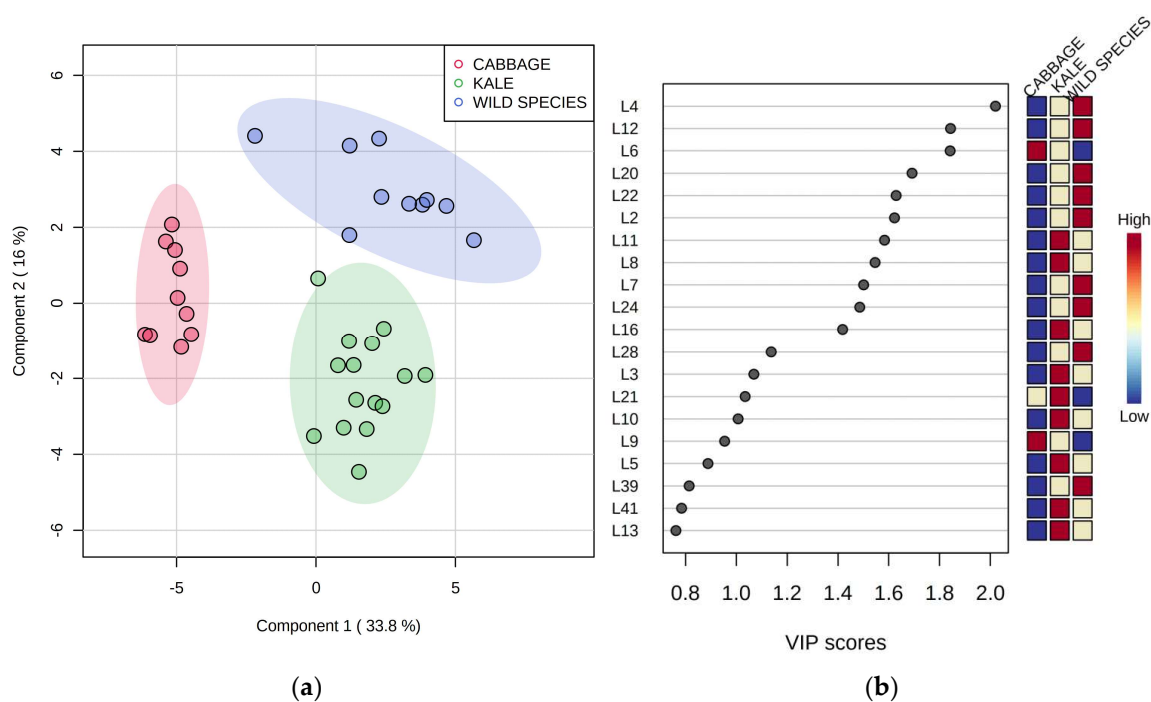 CABBAGE
KALE
WILD SPECIES
6
4
2
0
-2
-4
-6
Component 2 ( 16 %)
-5
0
5
Component 1 ( 33.8 %)
(a)
CABBAGE
KALE
WILD SPECIES
L4
L12
L6
L20
L22
L2
L11
L8
L7
L24
L16
L28
L3
L21
L10
L9
L5
L39
L41
L13
0.8 1.0 1.2 1.4 1.6 1.8 2.0
VIP scores
High
Low
(b)